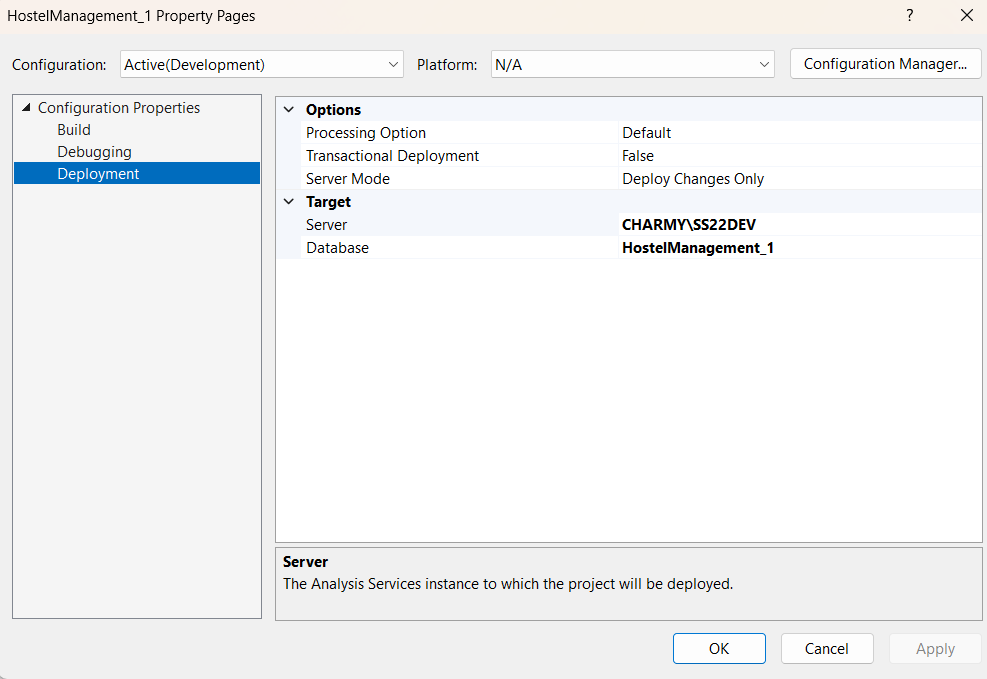 HostelManagement_1 Property Pages ?
Configuration: Active(Development) Platform: N/A Configuration Manager...
Configuration Properties
Build
Debugging
Deployment
Options
Processing Option Default
Transactional Deployment False
Server Mode Deploy Changes Only
Target
Server CHARMY\SS22DEV
Database HostelManagement_1
Server
The Analysis Services instance to which the project will be deployed.
OK Cancel Apply